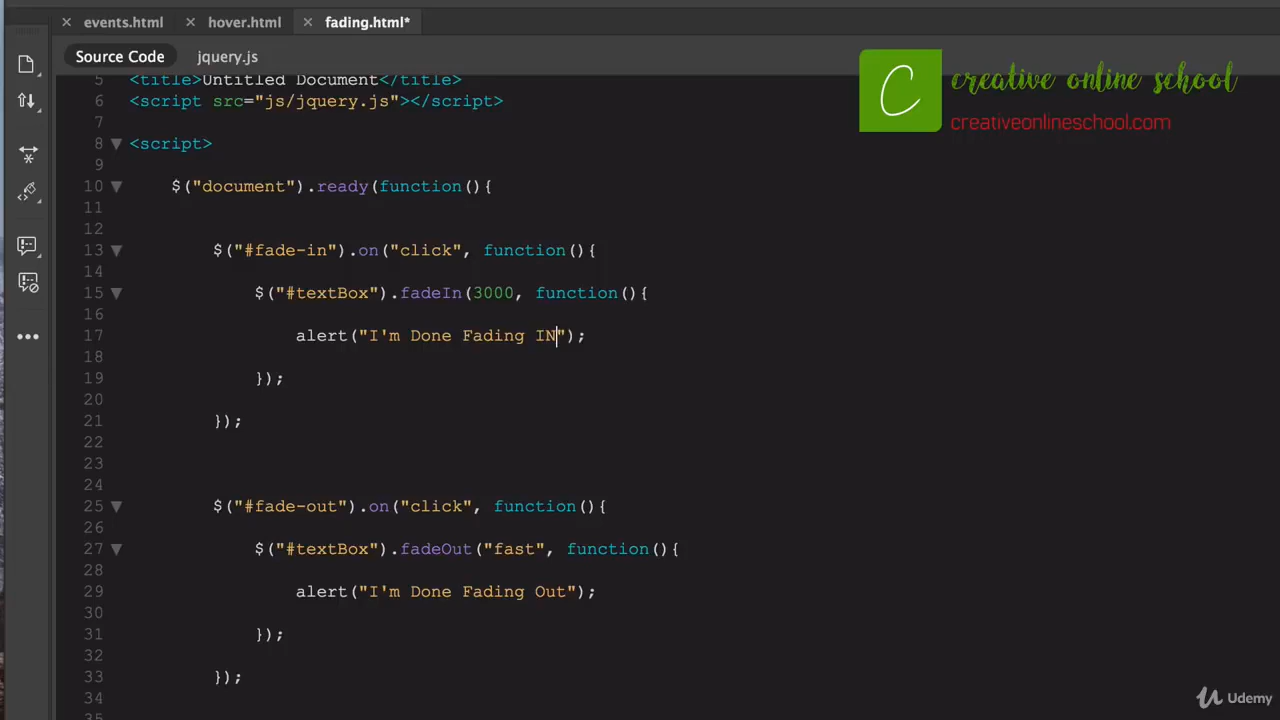 events.html hover.html fading.html*
Source Code jquery.js
creative online school
creativeonlineschool.com
5 <title>Untitled Document</title>
6 <script src="js/jquery.js"></script>
7
8 <script>
9
10 $("document").ready(function(){
11
12
13 $("#fade-in").on("click", function(){
14
15 $("#textBox").fadeIn(3000, function(){
16
17 alert("I'm Done Fading IN");
18
19 });
20
21 });
22
23
24
25 $("#fade-out").on("click", function(){
26
27 $("#textBox").fadeOut("fast", function(){
28
29 alert("I'm Done Fading Out");
30
31 });
32
33 });
34
35
Udemy